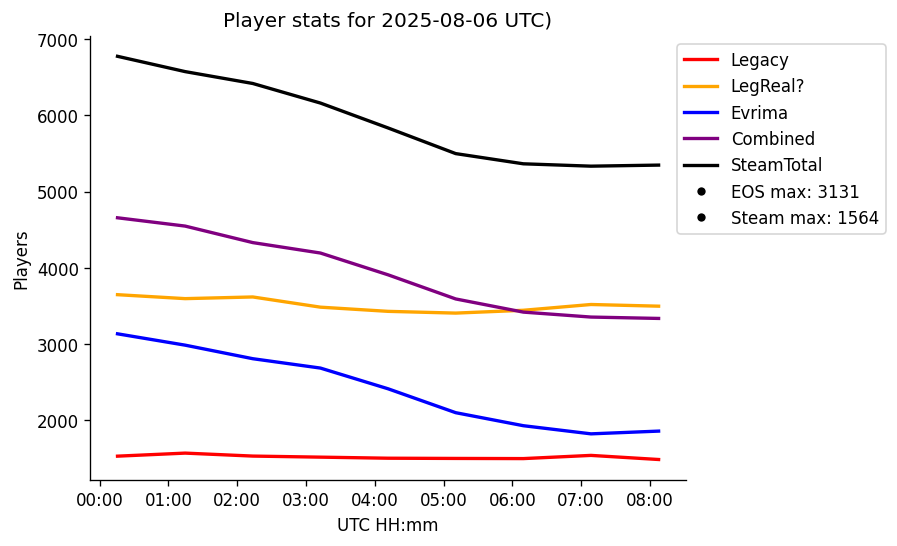 Player stats for 2025-08-06 UTC)
7000
6000
5000
4000
3000
2000
Players
00:00 01:00 02:00 03:00 04:00 05:00 06:00 07:00 08:00
UTC HH:mm
Legacy
LegReal?
Evrima
Combined
SteamTotal
EOS max: 3131
Steam max: 1564